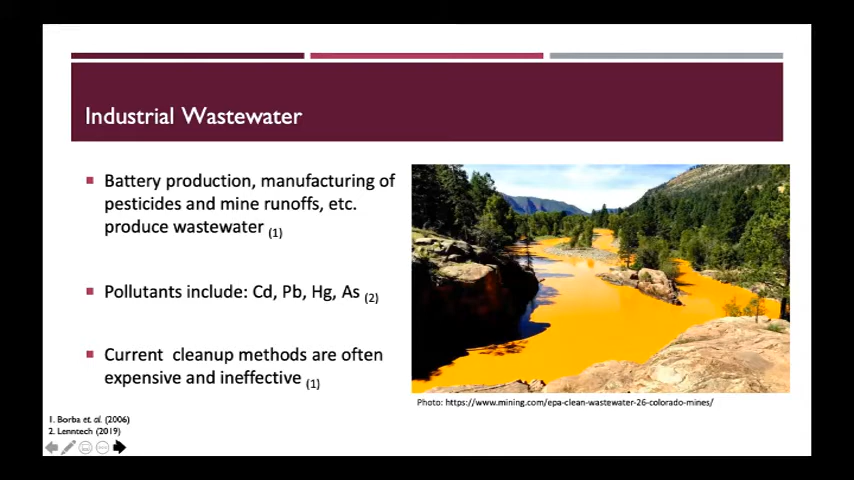 Industrial Wastewater
Battery production, manufacturing of
pesticides and mine runoffs, etc.
produce wastewater (1)
Pollutants include: Cd, Pb, Hg, As (2)
Current cleanup methods are often
expensive and ineffective (1)
Photo: https://www.mining.com/epa-clean-wastewater-26-colorado-mines/
1. Borba et. al. (2006)
2. Lenntech (2019)